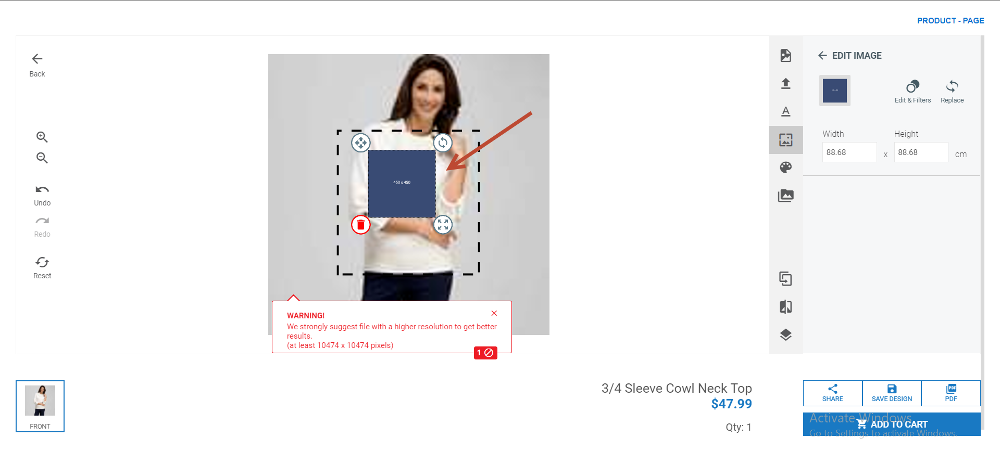 PRODUCT - PAGE
Back
EDIT IMAGE
Edit & Filters
Replace
Width
Height
88.68
x
88.68
cm
450 x 450
Undo
Redo
Reset
WARNING!
We strongly suggest file with a higher resolution to get better
results.
(at least 10474 x 10474 pixels)
1
3/4 Sleeve Cowl Neck Top
$47.99
Qty: 1
FRONT
SHARE
SAVE DESIGN
PDF
PDF
ADD TO CART
Activate Windows
Go to Settings to activate Windows.